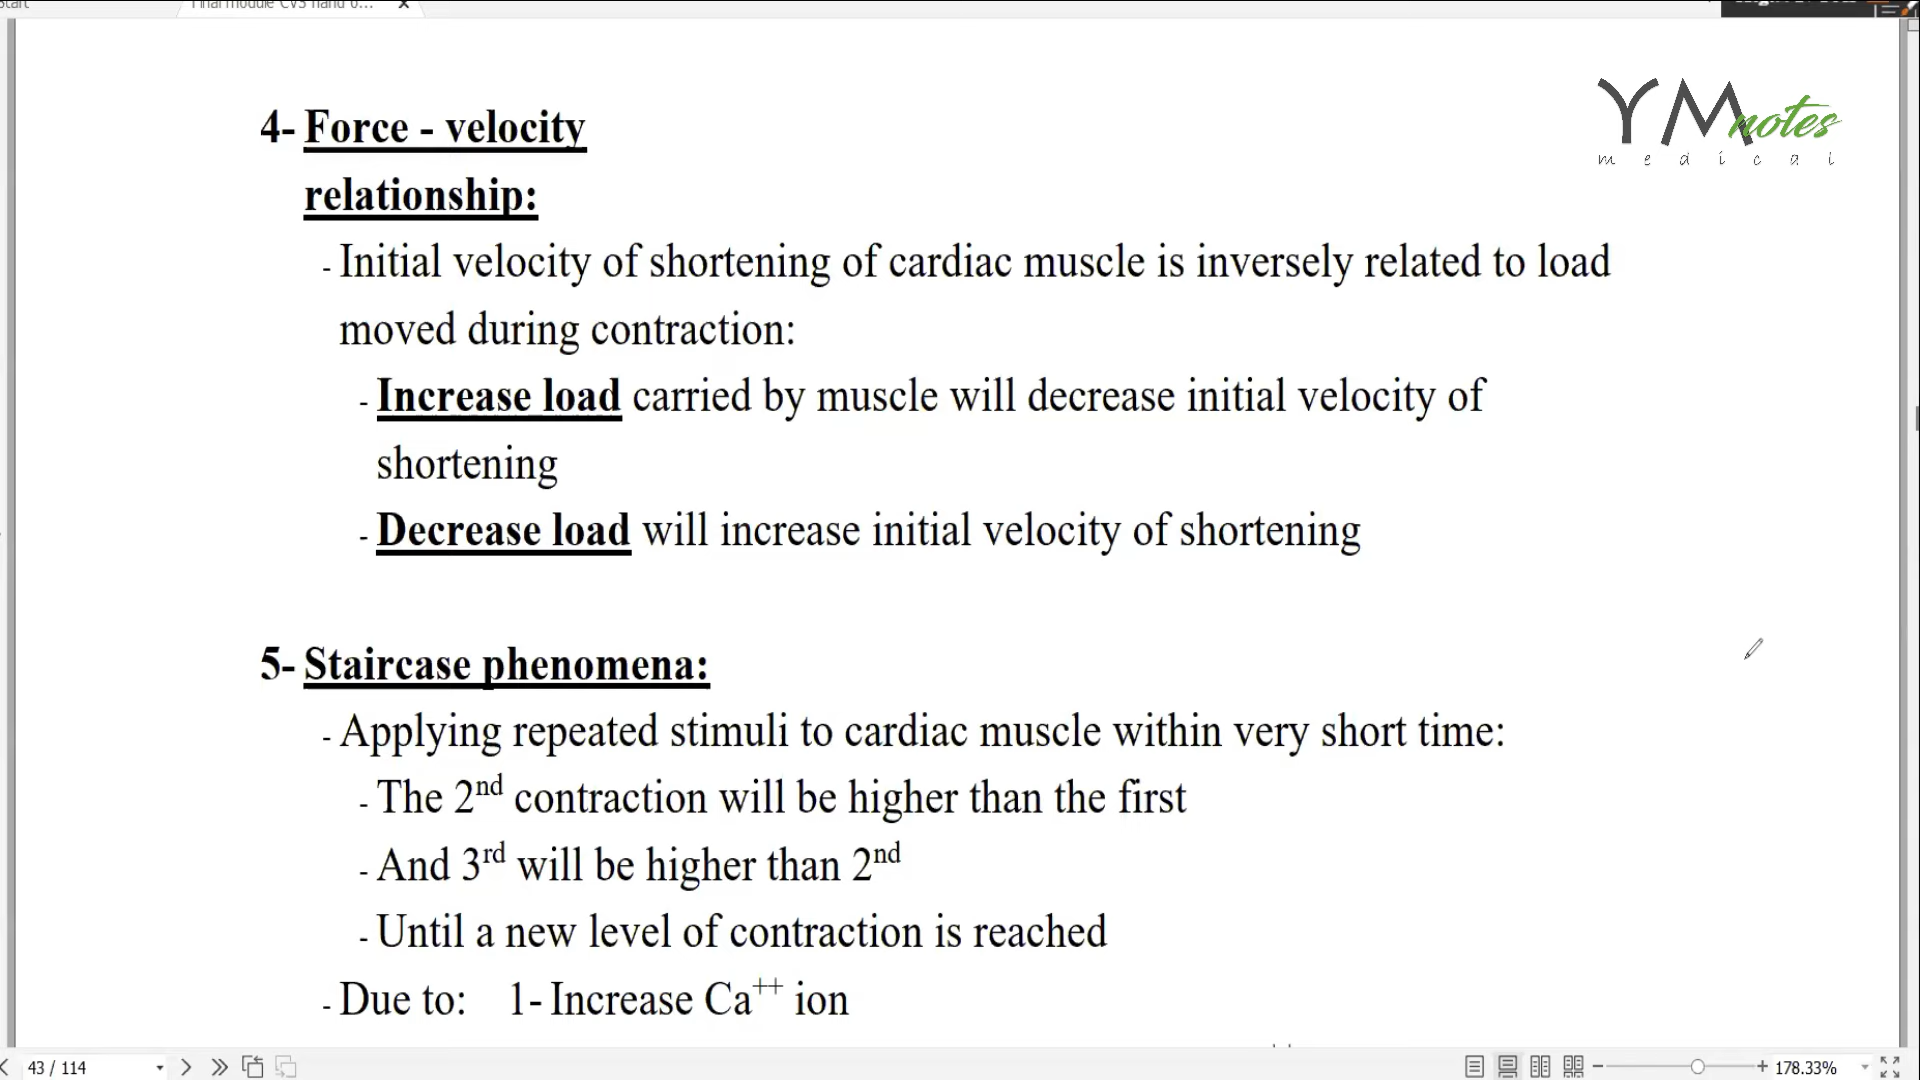 4- Force - velocity
relationship:
- Initial velocity of shortening of cardiac muscle is inversely related to load
moved during contraction:
- Increase load carried by muscle will decrease initial velocity of
shortening
- Decrease load will increase initial velocity of shortening
5- Staircase phenomena:
- Applying repeated stimuli to cardiac muscle within very short time:
- The 2nd contraction will be higher than the first
- And 3rd will be higher than 2nd
- Until a new level of contraction is reached
- Due to: 1- Increase Ca++ ion
YM notes
medical
43 / 114
178.33%